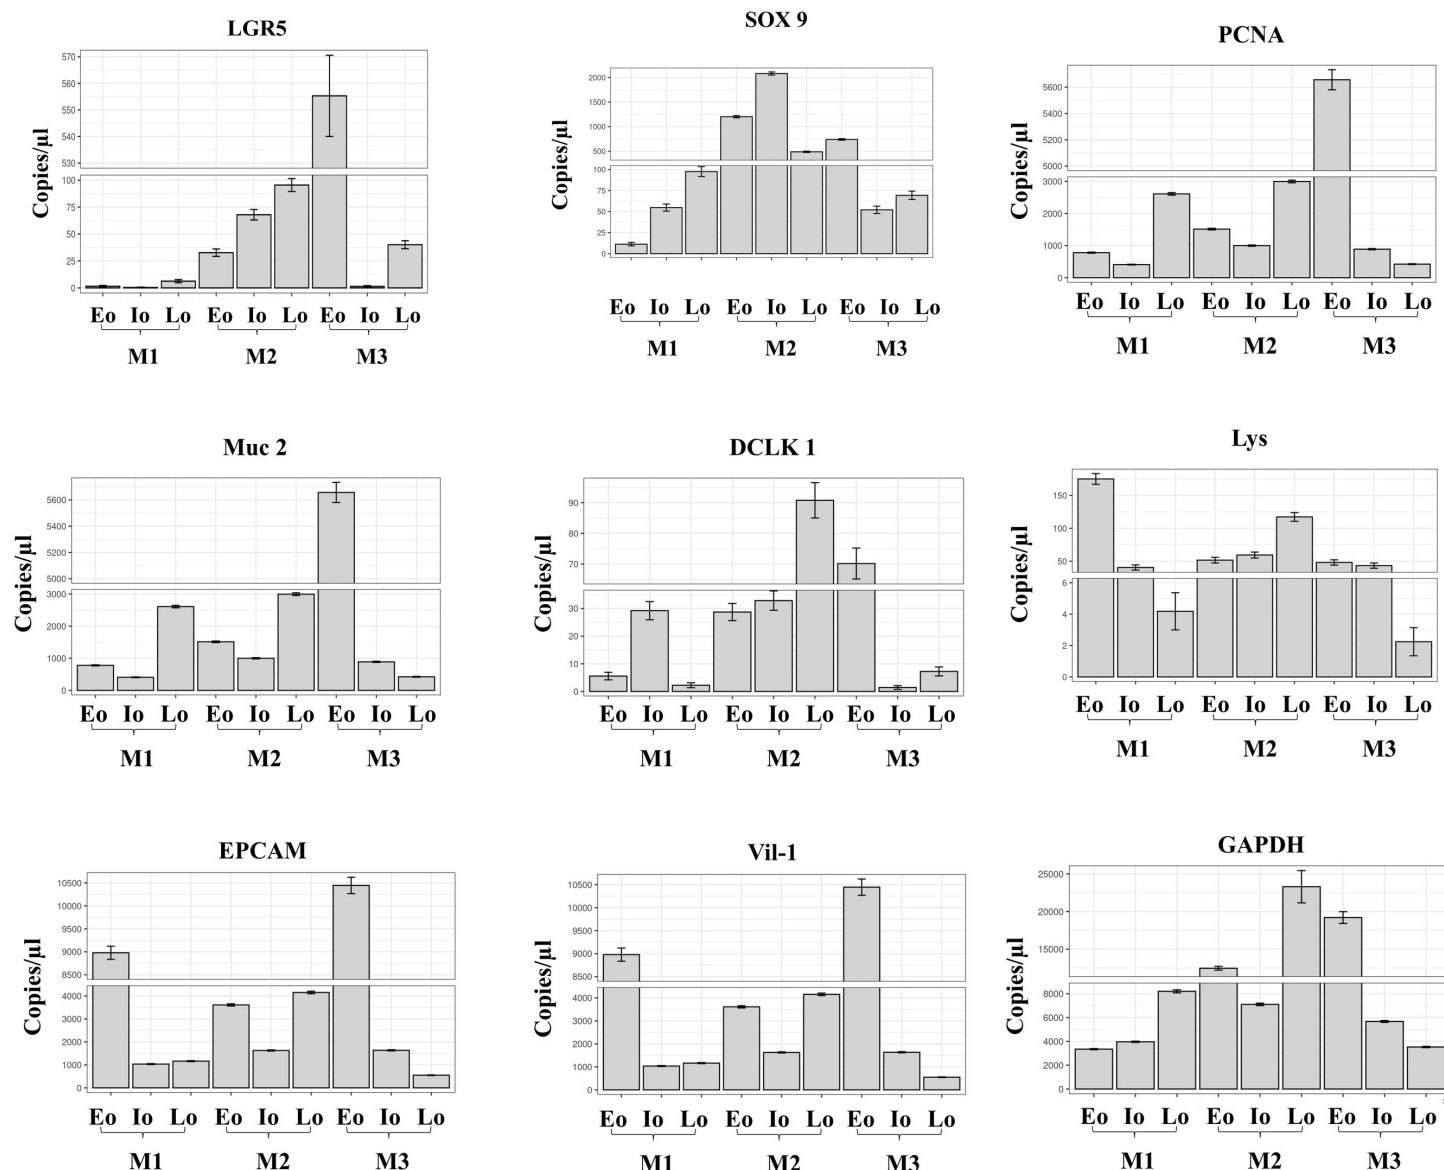 LGR5
Copies/µl
570
560
550
540
530
100
75
50
25
0
Eo Io Lo Eo Io Lo Eo Io Lo
M1 M2 M3
SOX 9
Copies/µl
2000
1500
1000
500
100
75
50
25
0
Eo Io Lo Eo Io Lo Eo Io Lo
M1 M2 M3
PCNA
Copies/µl
5600
5400
5200
5000
3000
2000
1000
0
Eo Io Lo Eo Io Lo Eo Io Lo
M1 M2 M3
Muc 2
Copies/µl
5600
5400
5200
5000
3000
2000
1000
0
Eo Io Lo Eo Io Lo Eo Io Lo
M1 M2 M3
DCLK 1
Copies/µl
90
80
70
30
20
10
0
Eo Io Lo Eo Io Lo Eo Io Lo
M1 M2 M3
Lys
Copies/µl
150
100
50
6
4
2
0
Eo Io Lo Eo Io Lo Eo Io Lo
M1 M2 M3
EPCAM
Copies/µl
10500
10000
9500
9000
8500
4000
3000
2000
1000
0
Eo Io Lo Eo Io Lo Eo Io Lo
M1 M2 M3
Vil-1
Copies/µl
10500
10000
9500
9000
8500
4000
3000
2000
1000
0
Eo Io Lo Eo Io Lo Eo Io Lo
M1 M2 M3
GAPDH
Copies/µl
25000
20000
15000
8000
6000
4000
2000
0
Eo Io Lo Eo Io Lo Eo Io Lo
M1 M2 M3